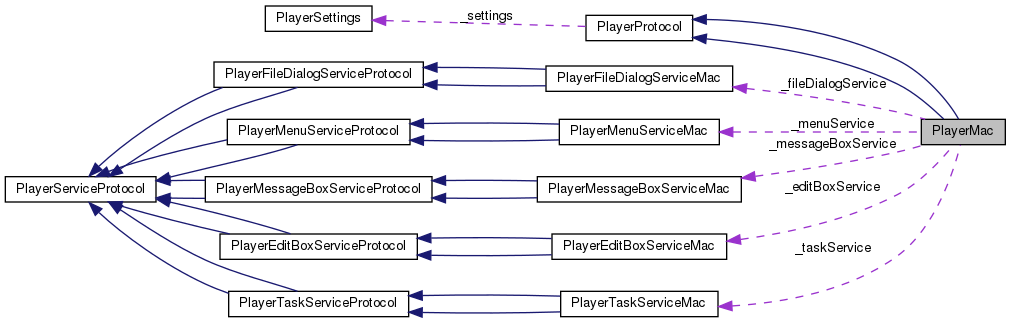 PlayerSettings
_settings
PlayerProtocol
PlayerFileDialogServiceProtocol
PlayerFileDialogServiceMac
_fileDialogService
PlayerMenuServiceProtocol
PlayerMenuServiceMac
_menuService
PlayerMac
_messageBoxService
PlayerServiceProtocol
PlayerMessageBoxServiceProtocol
PlayerMessageBoxServiceMac
_editBoxService
PlayerEditBoxServiceProtocol
PlayerEditBoxServiceMac
_taskService
PlayerTaskServiceProtocol
PlayerTaskServiceMac